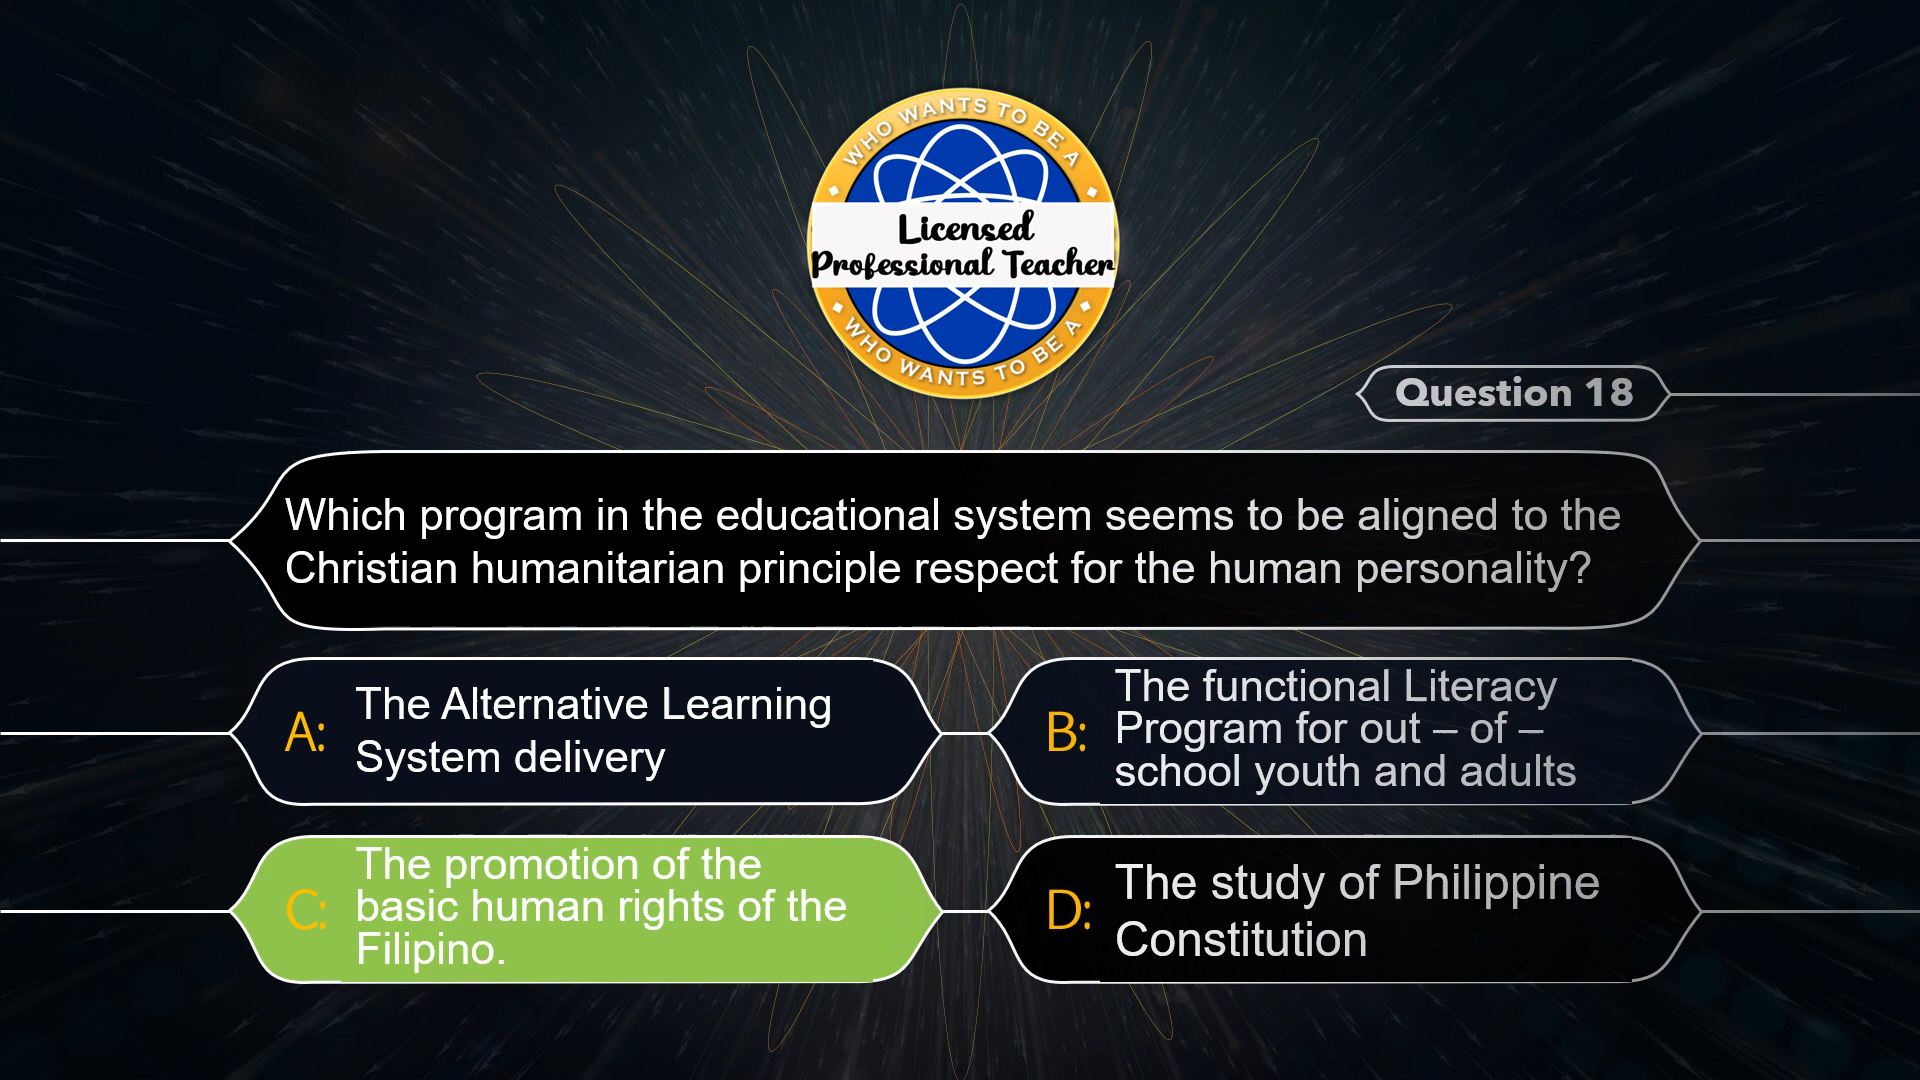 WHO WANTS TO BE A
Licensed
Professional Teacher
WHO WANTS TO BE A
Question 18
Which program in the educational system seems to be aligned to the
Christian humanitarian principle respect for the human personality?
A: The Alternative Learning
System delivery
B: The functional Literacy
Program for out – of –
school youth and adults
C: The promotion of the
basic human rights of the
Filipino.
D: The study of Philippine
Constitution